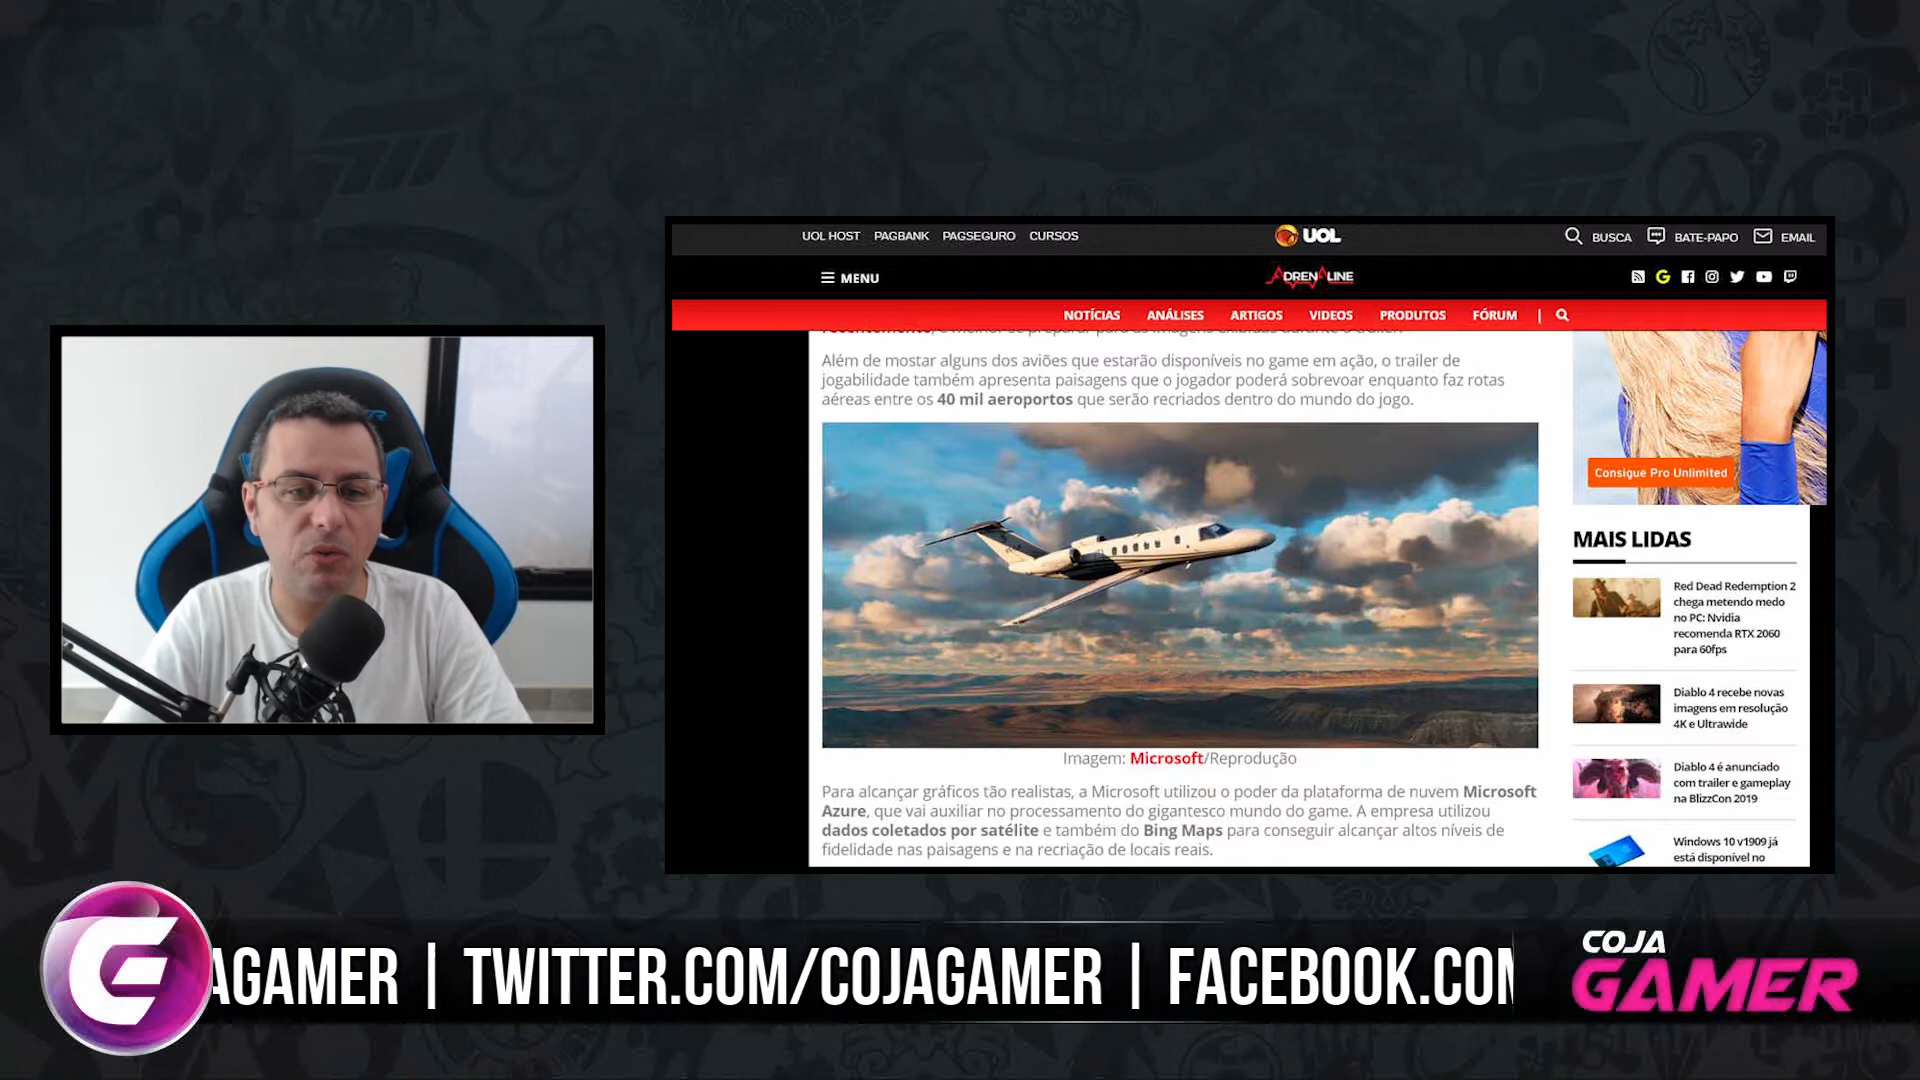 UOL HOST PAGBANK PAGSEGURO CURSOS UOL BUSCA BATE-PAPO EMAIL
MENU ADRENALINE
NOTÍCIAS ANÁLISES ARTIGOS VIDEOS PRODUTOS FÓRUM |
Além de mostar alguns dos aviões que estarão disponíveis no game em ação, o trailer de
jogabilidade também apresenta paisagens que o jogador poderá sobrevoar enquanto faz rotas
aéreas entre os 40 mil aeroportos que serão recriados dentro do mundo do jogo.
Imagem: Microsoft/Reprodução
Para alcançar gráficos tão realistas, a Microsoft utilizou o poder da plataforma de nuvem Microsoft
Azure, que vai auxiliar no processamento do gigantesco mundo do game. A empresa utilizou
dados coletados por satélite e também do Bing Maps para conseguir alcançar altos níveis de
fidelidade nas paisagens e na recriação de locais reais.
Consigue Pro Unlimited
MAIS LIDAS
Red Dead Redemption 2
chega metendo medo
no PC: Nvidia
recomenda RTX 2060
para 60fps
Diablo 4 recebe novas
imagens em resolução
4K e Ultrawide
Diablo 4 é anunciado
com trailer e gameplay
na BlizzCon 2019
Windows 10 v1909 já
está disponível no
AGAMER | TWITTER.COM/COJAGAMER | FACEBOOK.COM
COJA
GAMER